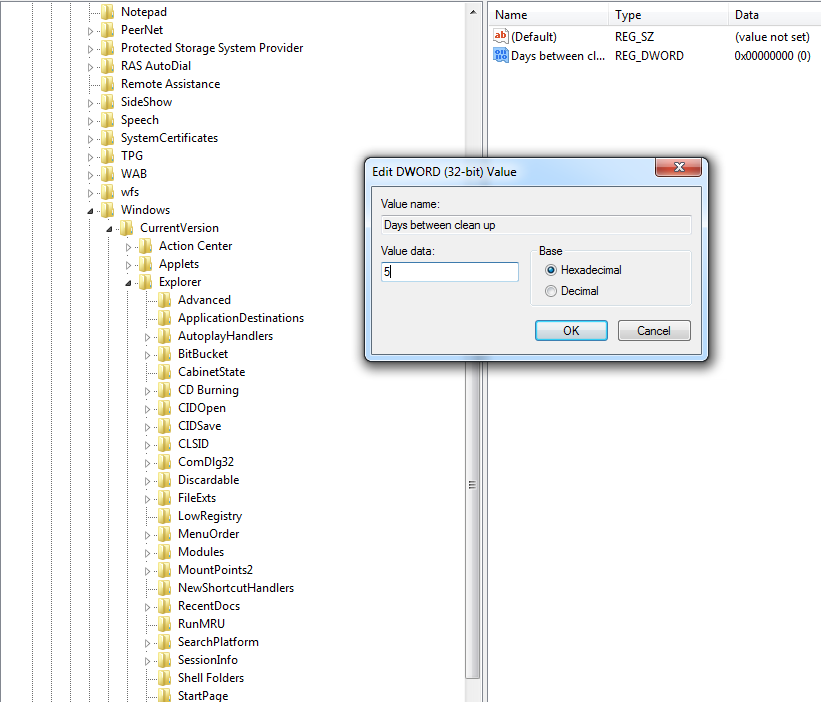 Notepad
PeerNet
Protected Storage System Provider
RAS AutoDial
Remote Assistance
SideShow
Speech
SystemCertificates
TPG
WAB
wfs
Windows
CurrentVersion
Action Center
Applets
Explorer
Advanced
ApplicationDestinations
AutoplayHandlers
BitBucket
CabinetState
CD Burning
CIDOpen
CIDSave
CLSID
ComDlg32
Discardable
FileExts
LowRegistry
MenuOrder
Modules
MountPoints2
NewShortcutHandlers
RecentDocs
RunMRU
SearchPlatform
SessionInfo
Shell Folders
StartPage
Name Type Data
(Default) REG_SZ (value not set)
Days between cl... REG_DWORD 0x00000000 (0)
Edit DWORD (32-bit) Value
Value name:
Days between clean up
Value data:
5
Base
Hexadecimal
Decimal
OK Cancel